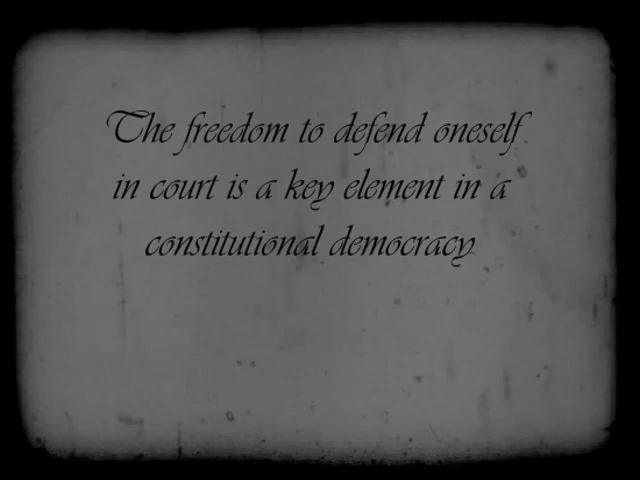 The freedom to defend oneself
in court is a key element in a
constitutional democracy